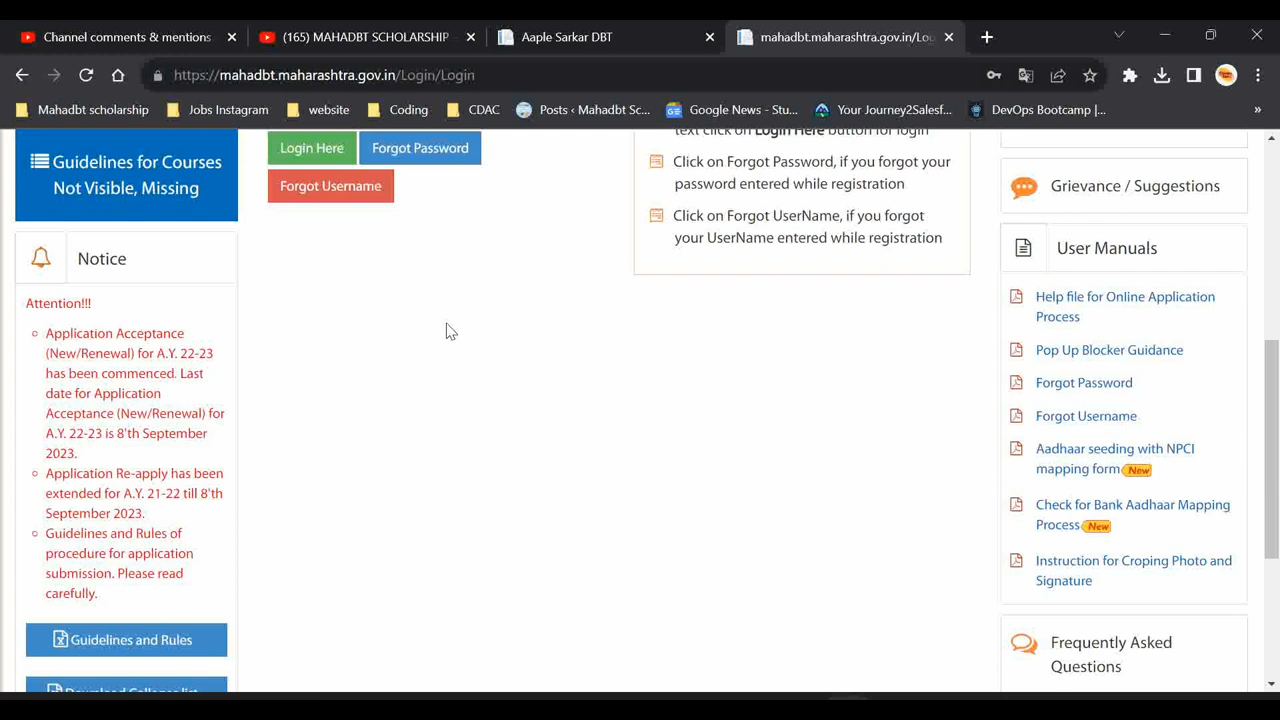 Channel comments & mentions
(165) MAHADBT SCHOLARSHIP
Aaple Sarkar DBT
mahadbt.maharashtra.gov.in/Log
https://mahadbt.maharashtra.gov.in/Login/Login
Mahadbt scholarship
Jobs Instagram
website
Coding
CDAC
Posts ‹ Mahadbt Sc...
Google News - Stu...
Your Journey2Salesf...
DevOps Bootcamp |...
»
Guidelines for Courses
Not Visible, Missing
Notice
Attention!!!
Application Acceptance
(New/Renewal) for A.Y. 22-23
has been commenced. Last
date for Application
Acceptance (New/Renewal) for
A.Y. 22-23 is 8'th September
2023.
Application Re-apply has been
extended for A.Y. 21-22 till 8'th
September 2023.
Guidelines and Rules of
procedure for application
submission. Please read
carefully.
Guidelines and Rules
Download College list
Login Here
Forgot Password
Forgot Username
text click on Login Here button for login
Click on Forgot Password, if you forgot your
password entered while registration
Click on Forgot UserName, if you forgot
your UserName entered while registration
Grievance / Suggestions
User Manuals
Help file for Online Application
Process
Pop Up Blocker Guidance
Forgot Password
Forgot Username
Aadhaar seeding with NPCI
mapping form New
Check for Bank Aadhaar Mapping
Process New
Instruction for Croping Photo and
Signature
Frequently Asked
Questions